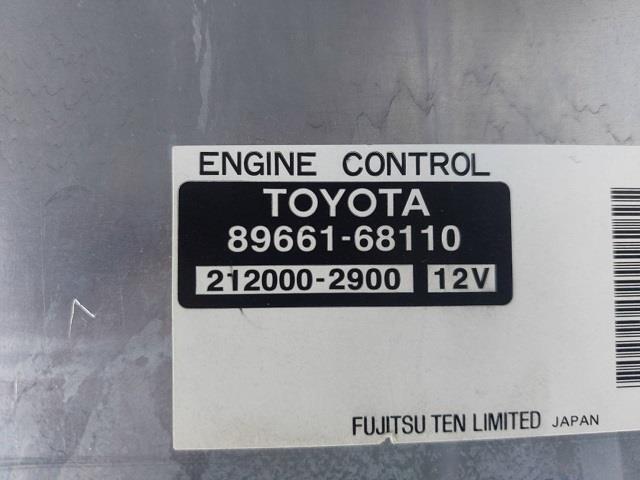 ENGINE CONTROL
TOYOTA
89661-68110
212000-2900 12V
FUJITSU TEN LIMITED JAPAN